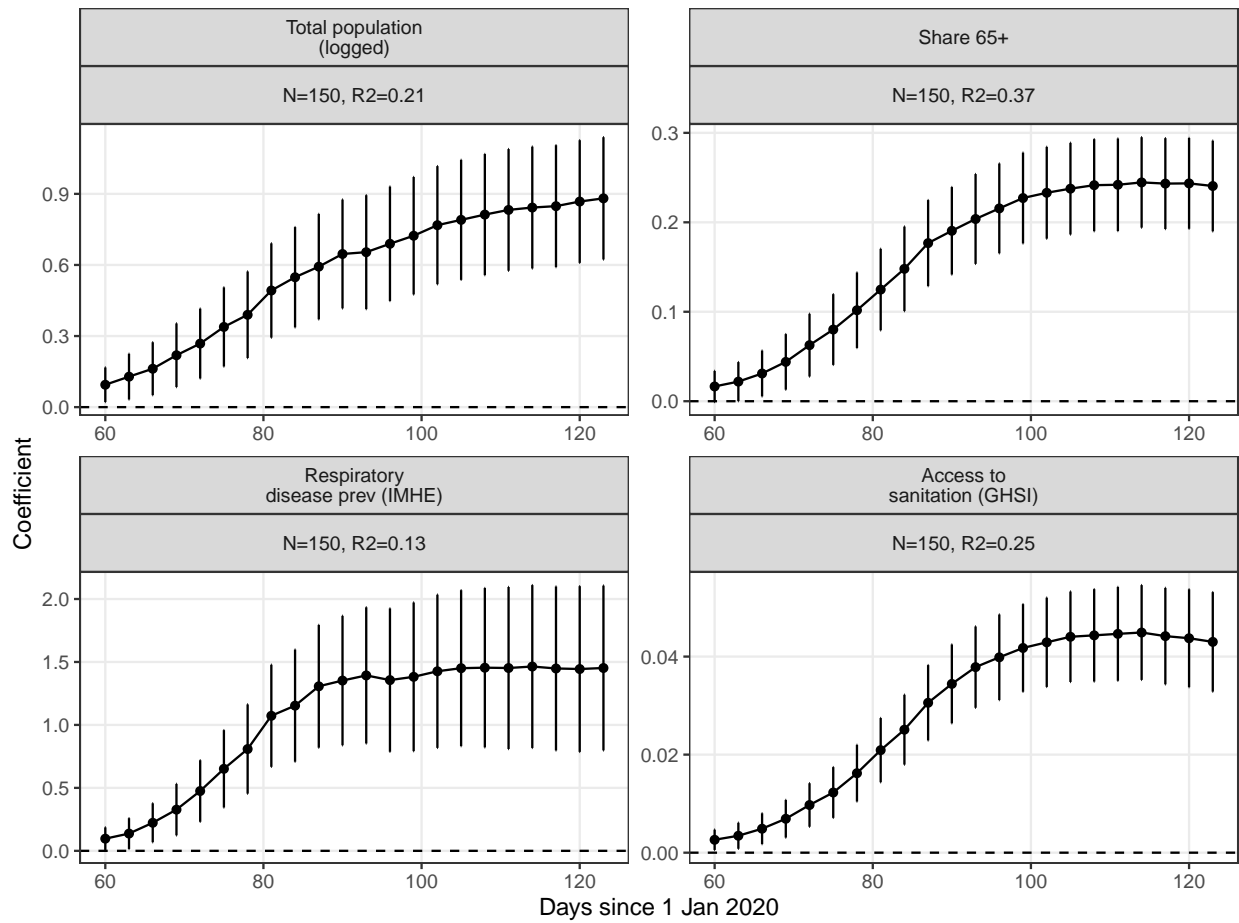 Total population
(logged)
N=150, R2=0.21
0.9
0.6
0.3
0.0
60 80 100 120
Share 65+
N=150, R2=0.37
0.3
0.2
0.1
0.0
60 80 100 120
Coefficient
Respiratory
disease prev (IMHE)
N=150, R2=0.13
2.0
1.5
1.0
0.5
0.0
60 80 100 120
Access to
sanitation (GHSI)
N=150, R2=0.25
0.04
0.02
0.00
60 80 100 120
Days since 1 Jan 2020